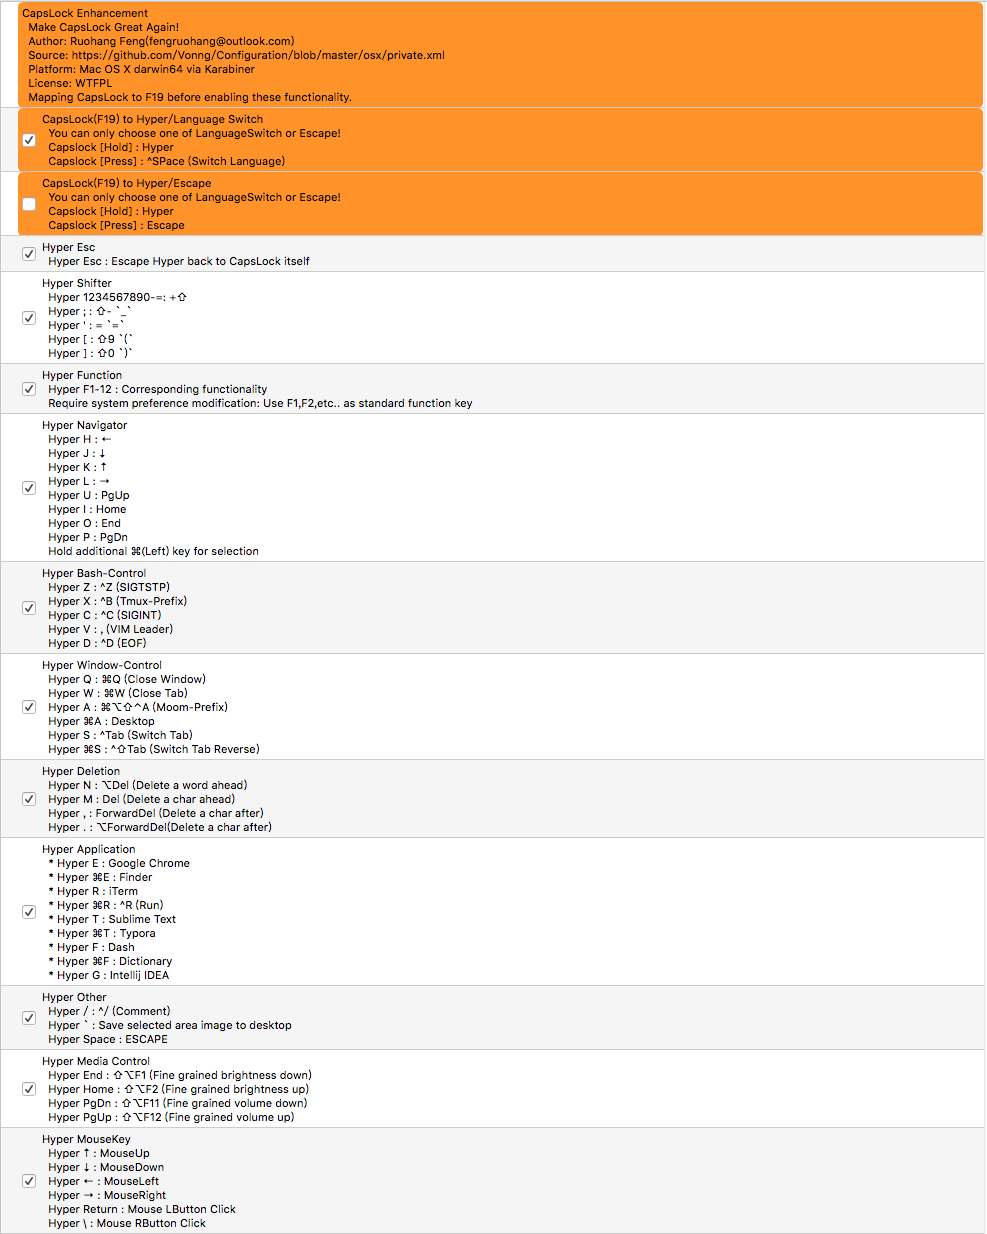 CapsLock Enhancement
Make CapsLock Great Again!
Author: Ruohang Feng(fengruohang@outlook.com)
Source: https://github.com/Vonng/Configuration/blob/master/osx/private.xml
Platform: Mac OS X darwin64 via Karabiner
License: WTFPL
Mapping CapsLock to F19 before enabling these functionality.
CapsLock(F19) to Hyper/Language Switch
You can only choose one of LanguageSwitch or Escape!
Capslock [Hold] : Hyper
Capslock [Press] : ^SPace (Switch Language)
CapsLock(F19) to Hyper/Escape
You can only choose one of LanguageSwitch or Escape!
Capslock [Hold] : Hyper
Capslock [Press] : Escape
Hyper Esc
Hyper Esc : Escape Hyper back to CapsLock itself
Hyper Shifter
Hyper 1234567890-=: +⇧
Hyper ; : ⇧- `_`
Hyper ' : = `=`
Hyper [ : ⇧9 `(`
Hyper ] : ⇧0 `)`
Hyper Function
Hyper F1-12 : Corresponding functionality
Require system preference modification: Use F1,F2,etc.. as standard function key
Hyper Navigator
Hyper H : ←
Hyper J : ↓
Hyper K : ↑
Hyper L : →
Hyper U : PgUp
Hyper I : Home
Hyper O : End
Hyper P : PgDn
Hold additional ⌘(Left) key for selection
Hyper Bash-Control
Hyper Z : ^Z (SIGTSTP)
Hyper X : ^B (Tmux-Prefix)
Hyper C : ^C (SIGINT)
Hyper V : , (VIM Leader)
Hyper D : ^D (EOF)
Hyper Window-Control
Hyper Q : ⌘Q (Close Window)
Hyper W : ⌘W (Close Tab)
Hyper A : ⌘⌥⇧^A (Moom-Prefix)
Hyper ⌘A : Desktop
Hyper S : ^Tab (Switch Tab)
Hyper ⌘S : ^⇧Tab (Switch Tab Reverse)
Hyper Deletion
Hyper N : ⌥Del (Delete a word ahead)
Hyper M : Del (Delete a char ahead)
Hyper , : ForwardDel (Delete a char after)
Hyper . : ⌥ForwardDel(Delete a char after)
Hyper Application
* Hyper E : Google Chrome
* Hyper ⌘E : Finder
* Hyper R : iTerm
* Hyper ⌘R : ^R (Run)
* Hyper T : Sublime Text
* Hyper ⌘T : Typora
* Hyper F : Dash
* Hyper ⌘F : Dictionary
* Hyper G : Intellij IDEA
Hyper Other
Hyper / : ^/ (Comment)
Hyper ` : Save selected area image to desktop
Hyper Space : ESCAPE
Hyper Media Control
Hyper End : ⇧⌥F1 (Fine grained brightness down)
Hyper Home : ⇧⌥F2 (Fine grained brightness up)
Hyper PgDn : ⇧⌥F11 (Fine grained volume down)
Hyper PgUp : ⇧⌥F12 (Fine grained volume up)
Hyper MouseKey
Hyper ↑ : MouseUp
Hyper ↓ : MouseDown
Hyper ← : MouseLeft
Hyper → : MouseRight
Hyper Return : Mouse LButton Click
Hyper \ : Mouse RButton Click